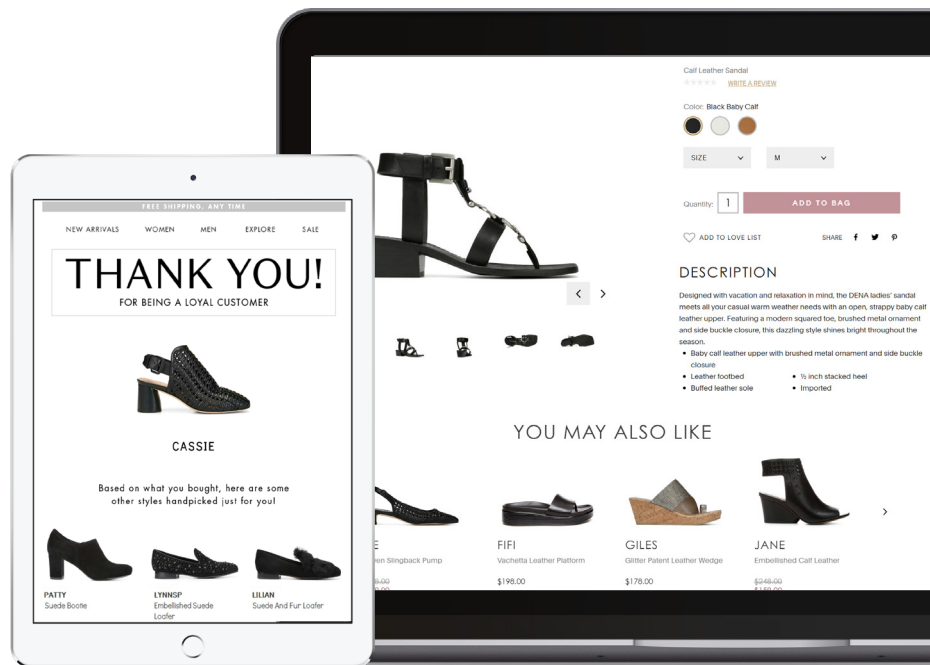 FREE SHIPPING, ANY TIME
NEW ARRIVALS WOMEN MEN EXPLORE SALE
THANK YOU!
FOR BEING A LOYAL CUSTOMER
CASSIE
Based on what you bought, here are some
other styles handpicked just for you!
PATTY LYNNSP LILIAN
Suede Bootie Embellished Suede Suede And Fur Loafer
Loafer
Calf Leather Sandal
WRITE A REVIEW
Color: Black Baby Calf
SIZE M
Quantity: 1 ADD TO BAG
ADD TO LOVE LIST SHARE
DESCRIPTION
Designed with vacation and relaxation in mind, the DENA ladies' sandal
meets all your casual warm weather needs with an open, strappy baby calf
leather upper. Featuring a modern squared toe, brushed metal ornament
and side buckle closure, this dazzling style shines bright throughout the
season.
• Baby calf leather upper with brushed metal ornament and side buckle
closure
• Leather footbed • ½ inch stacked heel
• Buffed leather sole • Imported
YOU MAY ALSO LIKE
FIFI GILES JANE
Slingback Pump Vachetta Leather Platform Glitter Patent Leather Wedge Embellished Calf Leather
$198.00 $178.00 $248.00